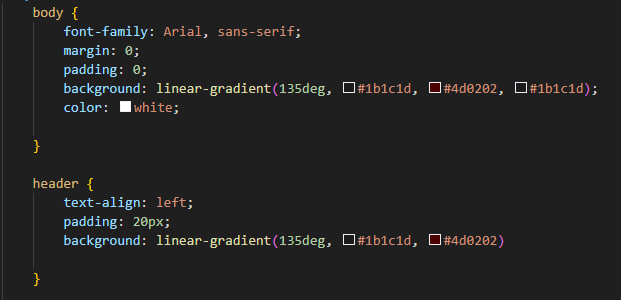 body {
font-family: Arial, sans-serif;
margin: 0;
padding: 0;
background: linear-gradient(135deg, #1b1c1d, #4d0202, #1b1c1d);
color: white;
}
header {
text-align: left;
padding: 20px;
background: linear-gradient(135deg, #1b1c1d, #4d0202)
}